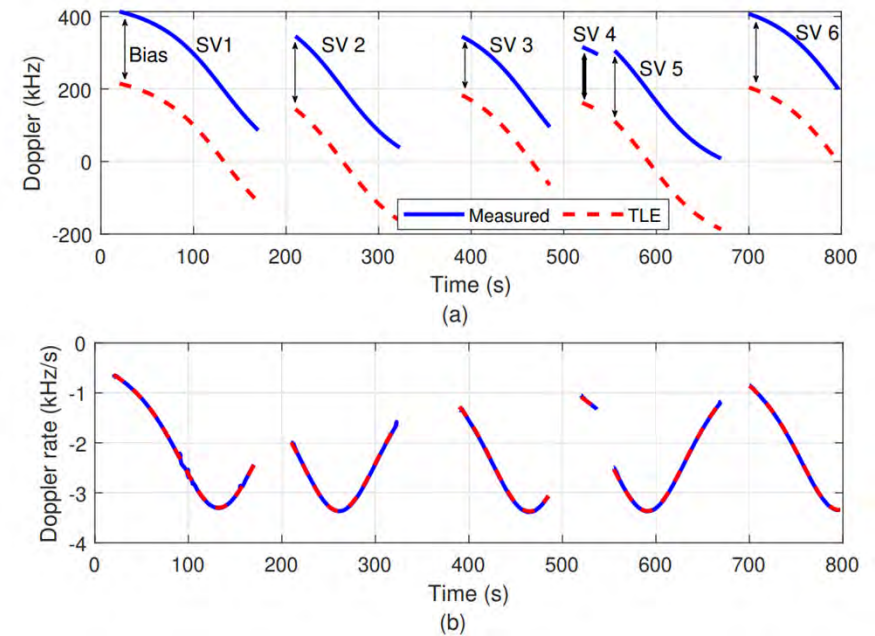 400
200
0
-200
Doppler (kHz)
Bias
SV1
SV 2
SV 3
SV 4
SV 5
SV 6
Measured
TLE
0 100 200 300 400 500 600 700 800
Time (s)
(a)
0
-1
-2
-3
-4
Doppler rate (kHz/s)
0 100 200 300 400 500 600 700 800
Time (s)
(b)